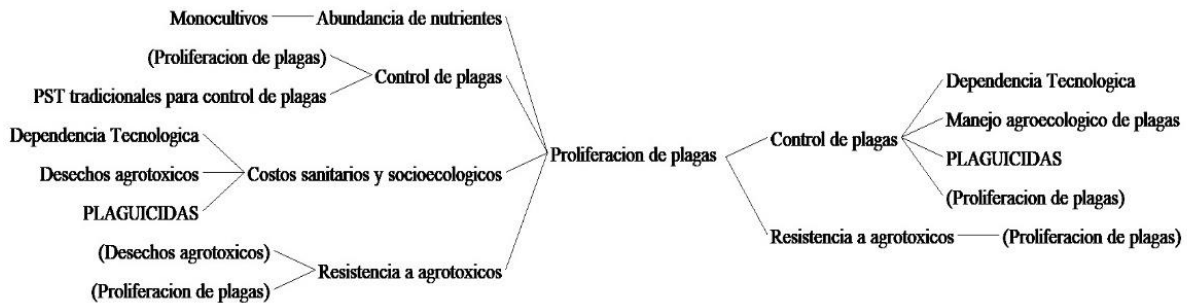 Monocultivos
Abundancia de nutrientes
(Proliferacion de plagas)
PST tradicionales para control de plagas
Control de plagas
Dependencia Tecnologica
Desechos agrotoxicos
PLAGUICIDAS
Costos sanitarios y socioecologicos
(Desechos agrotoxicos)
(Proliferacion de plagas)
Resistencia a agrotoxicos
Proliferacion de plagas
Control de plagas
Dependencia Tecnologica
Manejo agroecologico de plagas
PLAGUICIDAS
(Proliferacion de plagas)
Resistencia a agrotoxicos
(Proliferacion de plagas)